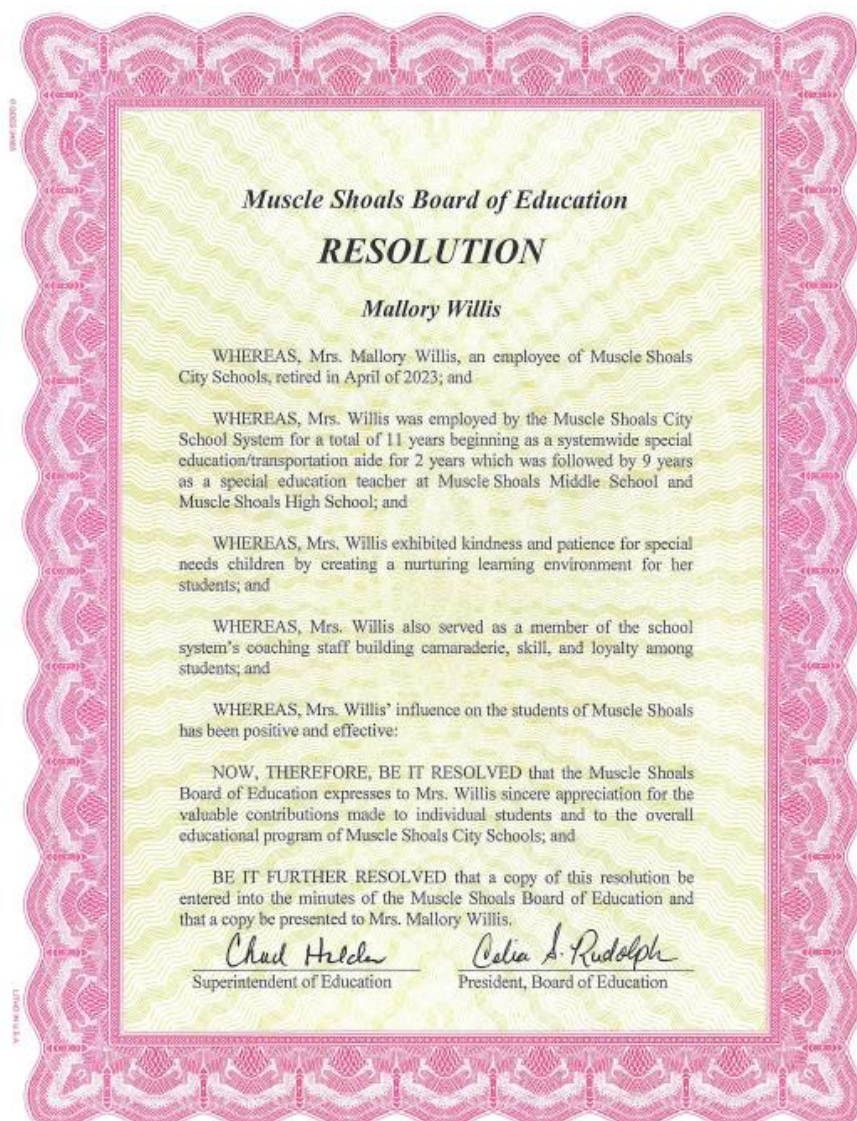 Muscle Shoals Board of Education
RESOLUTION
Mallory Willis
WHEREAS, Mrs. Mallory Willis, an employee of Muscle Shoals
City Schools, retired in April of 2023; and
WHEREAS, Mrs. Willis was employed by the Muscle Shoals City
School System for a total of 11 years beginning as a systemwide special
education/transportation aide for 2 years which was followed by 9 years
as a special education teacher at Muscle Shoals Middle School and
Muscle Shoals High School; and
WHEREAS, Mrs. Willis exhibited kindness and patience for special
needs children by creating a nurturing learning environment for her
students; and
WHEREAS, Mrs. Willis also served as a member of the school
system's coaching staff building camaraderie, skill, and loyalty among
students; and
WHEREAS, Mrs. Willis' influence on the students of Muscle Shoals
has been positive and effective:
NOW, THEREFORE, BE IT RESOLVED that the Muscle Shoals
Board of Education expresses to Mrs. Willis sincere appreciation for the
valuable contributions made to individual students and to the overall
educational program of Muscle Shoals City Schools; and
BE IT FURTHER RESOLVED that a copy of this resolution be
entered into the minutes of the Muscle Shoals Board of Education and
that a copy be presented to Mrs. Mallory Willis.
Chad Holden Celia S. Rudolph
Superintendent of Education President, Board of Education
LITHO IN U.S.A.